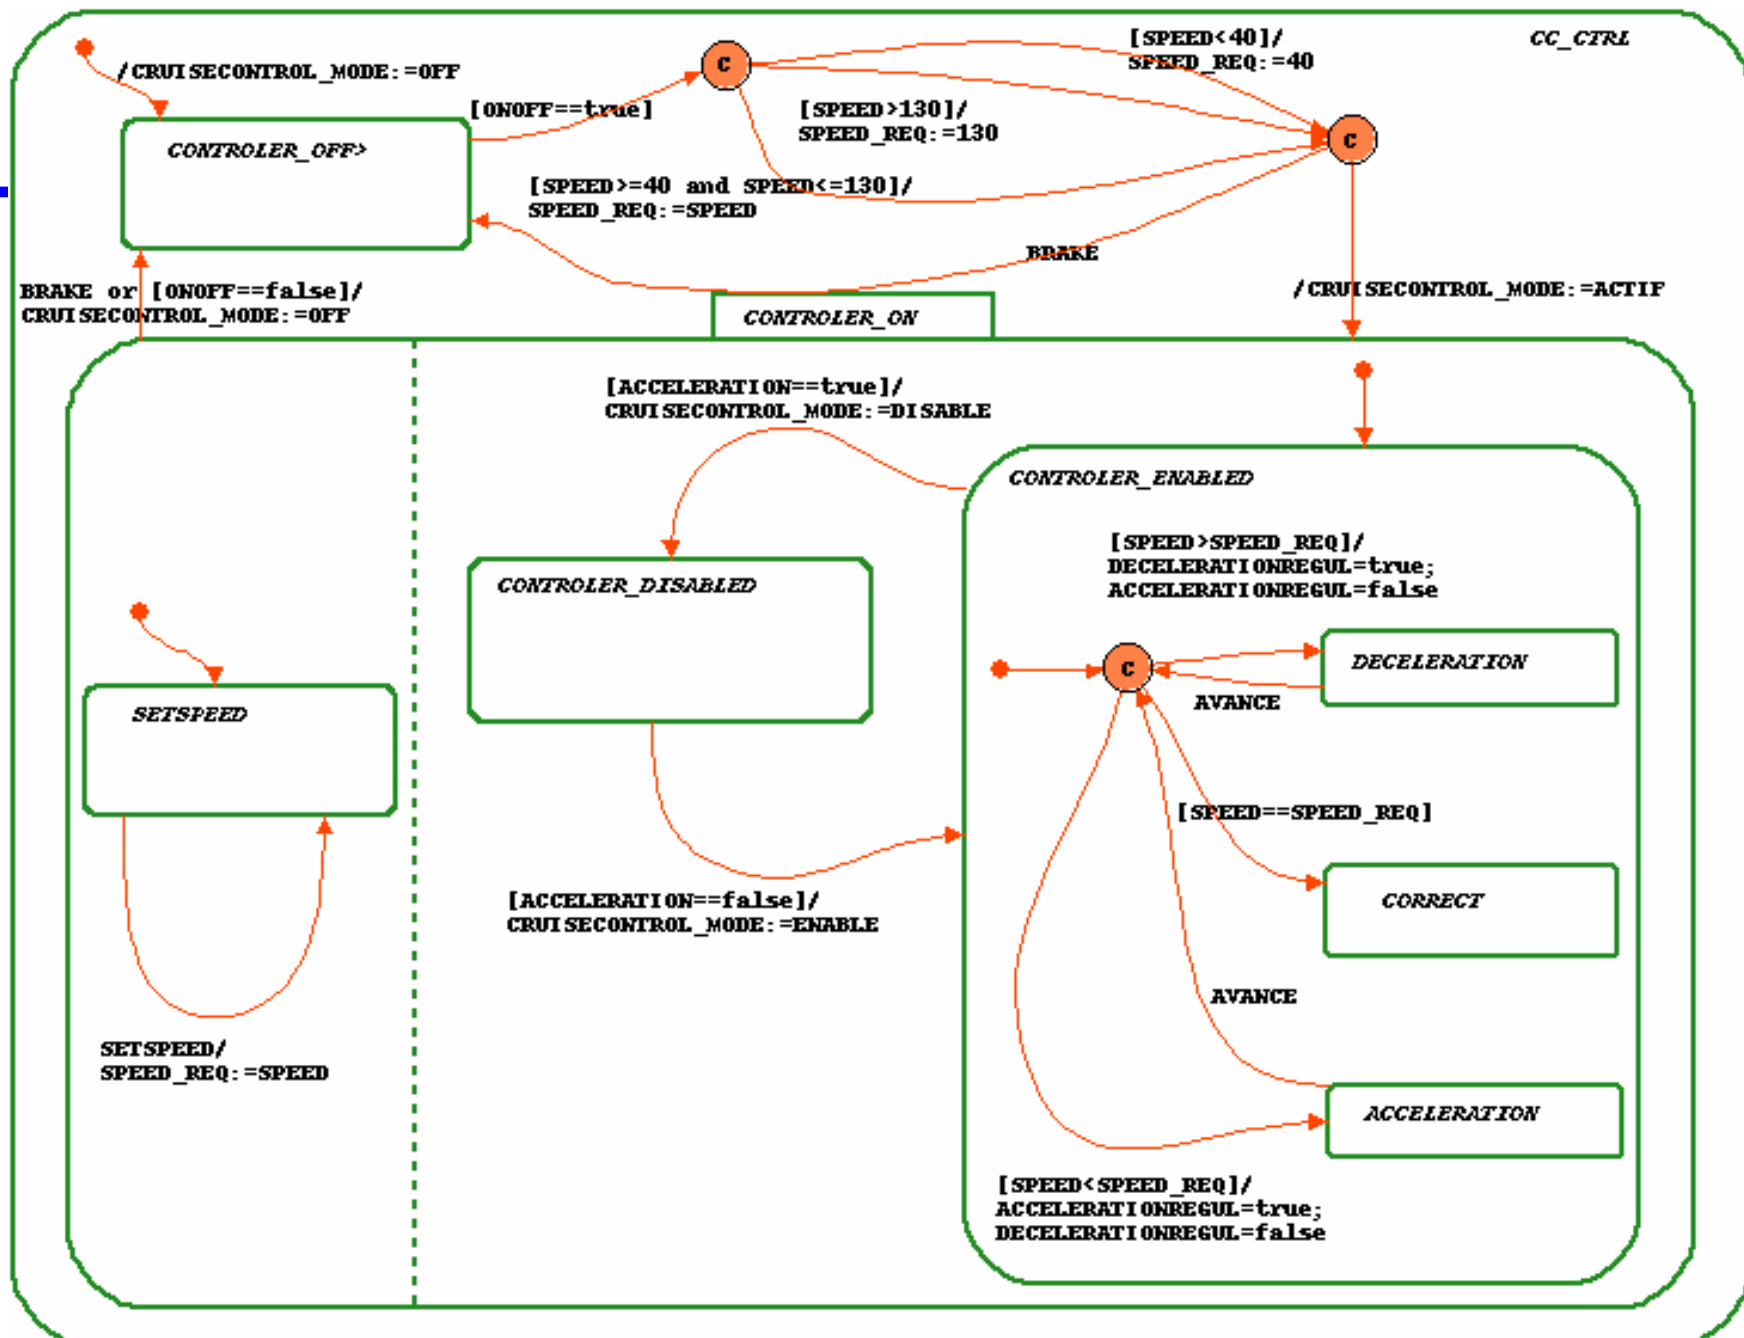 CC_CTRL
/CRUISECONTROL_MODE:=OFF
C
[SPEED<40]/
SPEED_REQ:=40
[ONOFF==true]
[SPEED>130]/
SPEED_REQ:=130
C
CONTROLER_OFF>
[SPEED>=40 and SPEED<=130]/
SPEED_REQ:=SPEED
BRAKE
BRAKE or [ONOFF==false]/
CRUISECONTROL_MODE:=OFF
/CRUISECONTROL_MODE:=ACTIF
CONTROLER_ON
[ACCELERATION==true]/
CRUISECONTROL_MODE:=DISABLE
CONTROLER_ENABLED
[SPEED>SPEED_REQ]/
DECELERATIONREGUL=true;
ACCELERATIONREGUL=false
CONTROLER_DISABLED
C
DECELERATION
AVANCE
SETSPEED
[SPEED==SPEED_REQ]
[ACCELERATION==false]/
CRUISECONTROL_MODE:=ENABLE
CORRECT
AVANCE
SETSPEED/
SPEED_REQ:=SPEED
ACCELERATION
[SPEED<SPEED_REQ]/
ACCELERATIONREGUL=true;
DECELERATIONREGUL=false